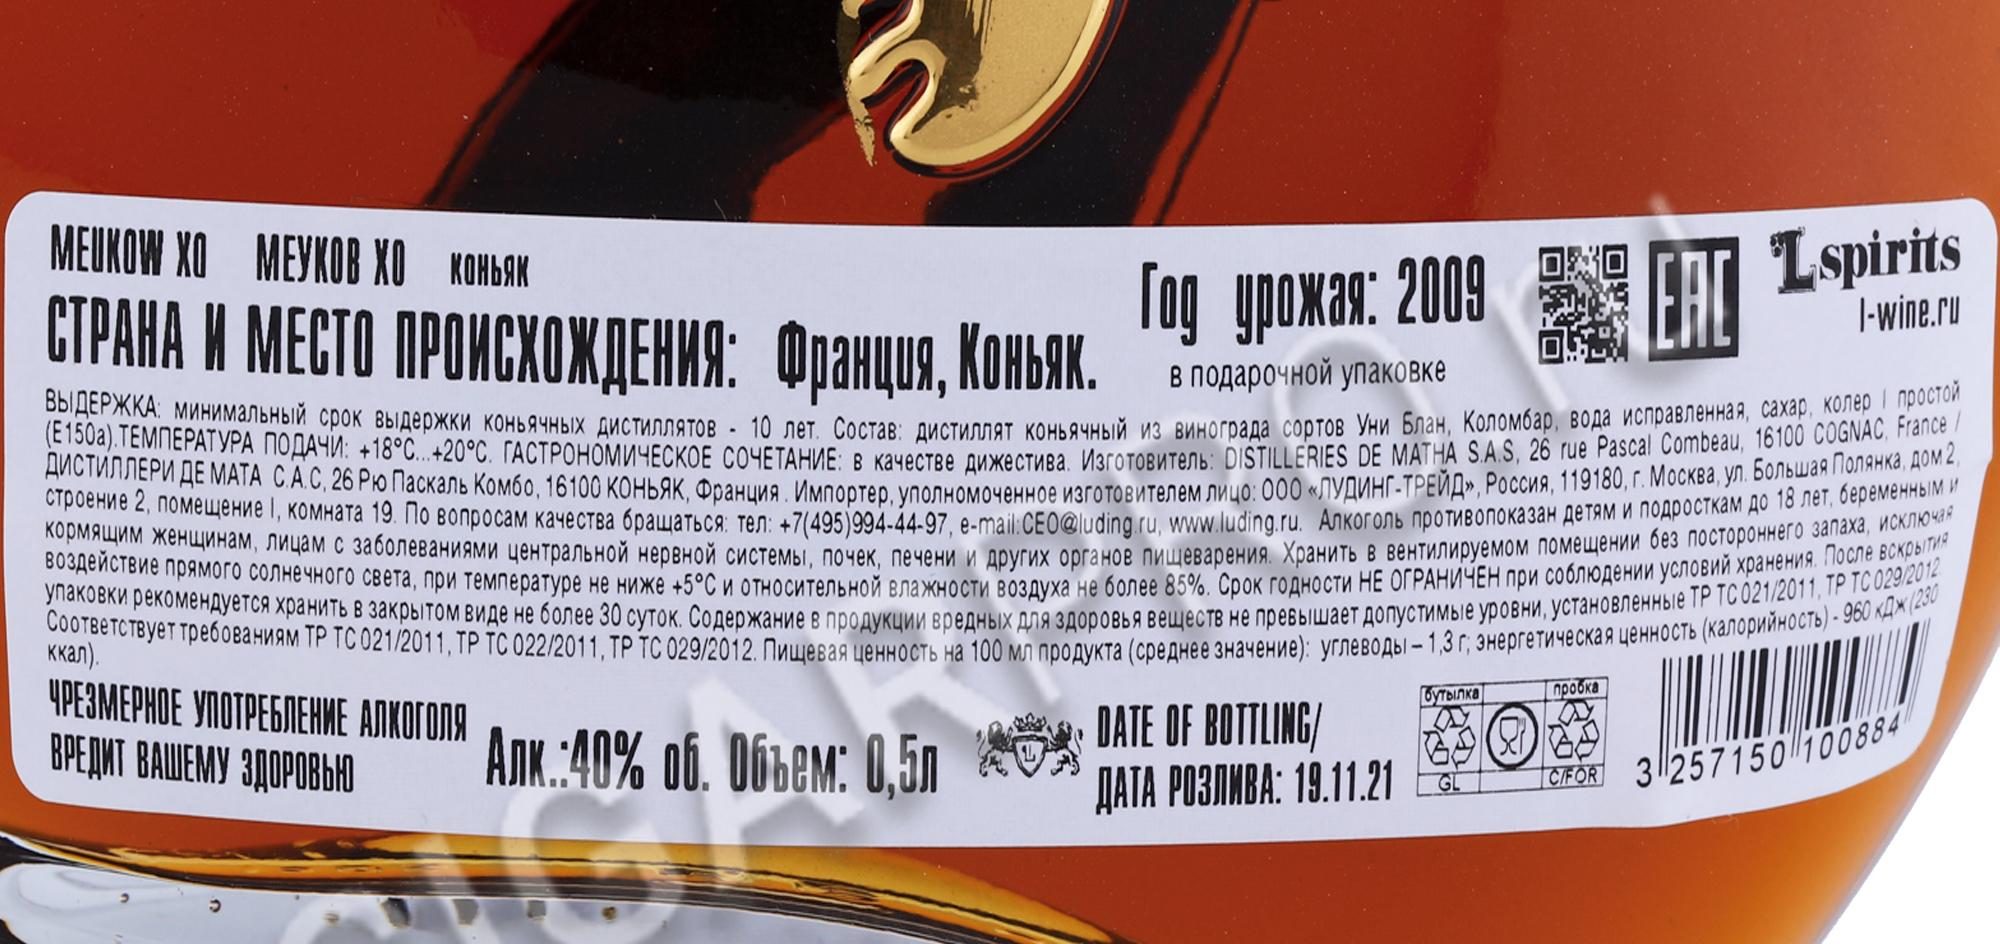 MEUKOW XO МЕУКОВ ХО коньяк
СТРАНА И МЕСТО ПРОИСХОЖДЕНИЯ: Франция, Коньяк.
Год урожая: 2009
в подарочной упаковке
EAC
L spirits
l-wine.ru
ВЫДЕРЖКА: минимальный срок выдержки коньячных дистиллятов - 10 лет. Состав: дистиллят коньячный из винограда сортов Уни Блан, Коломбар, вода исправленная, сахар, колер I простой
(Е150а).ТЕМПЕРАТУРА ПОДАЧИ: +18°С...+20°С. ГАСТРОНОМИЧЕСКОЕ СОЧЕТАНИЕ: в качестве дижестива. Изготовитель: DISTILLERIES DE MATHA S.A.S, 26 rue Pascal Combeau, 16100 COGNAC, France /
ДИСТИЛЛЕРИ ДЕ МАТА С.А.С, 26 Рю Паскаль Комбо, 16100 КОНЬЯК, Франция . Импортер, уполномоченное изготовителем лицо: ООО «ЛУДИНГ-ТРЕЙД», Россия, 119180, г. Москва, ул. Большая Полянка, дом 2,
строение 2, помещение I, комната 19. По вопросам качества бращаться: тел: +7(495)994-44-97, e-mail:CEO@luding.ru, www.luding.ru. Алкоголь противопоказан детям и подросткам до 18 лет, беременным и
кормящим женщинам, лицам с заболеваниями центральной нервной системы, почек, печени и других органов пищеварения. Хранить в вентилируемом помещении без постороннего запаха, исключая
воздействие прямого солнечного света, при температуре не ниже +5°С и относительной влажности воздуха не более 85%. Срок годности НЕ ОГРАНИЧЕН при соблюдении условий хранения. После вскрытия
упаковки рекомендуется хранить в закрытом виде не более 30 суток. Содержание в продукции вредных для здоровья веществ не превышает допустимые уровни, установленные ТР ТС 021/2011, ТР ТС 029/2012.
Соответствует требованиям ТР ТС 021/2011, ТР ТС 022/2011, ТР ТС 029/2012. Пищевая ценность на 100 мл продукта (среднее значение): углеводы – 1,3 г; энергетическая ценность (калорийность) - 960 кДж (230
ккал).
ЧРЕЗМЕРНОЕ УПОТРЕБЛЕНИЕ АЛКОГОЛЯ
ВРЕДИТ ВАШЕМУ ЗДОРОВЬЮ
Алк.:40% об. Объем: 0,5л
L
DATE OF BOTTLING/
ДАТА РОЗЛИВА: 19.11.21
бутылка пробка
GL C/FOR
3 257150 100884
CIGARPRO.ru